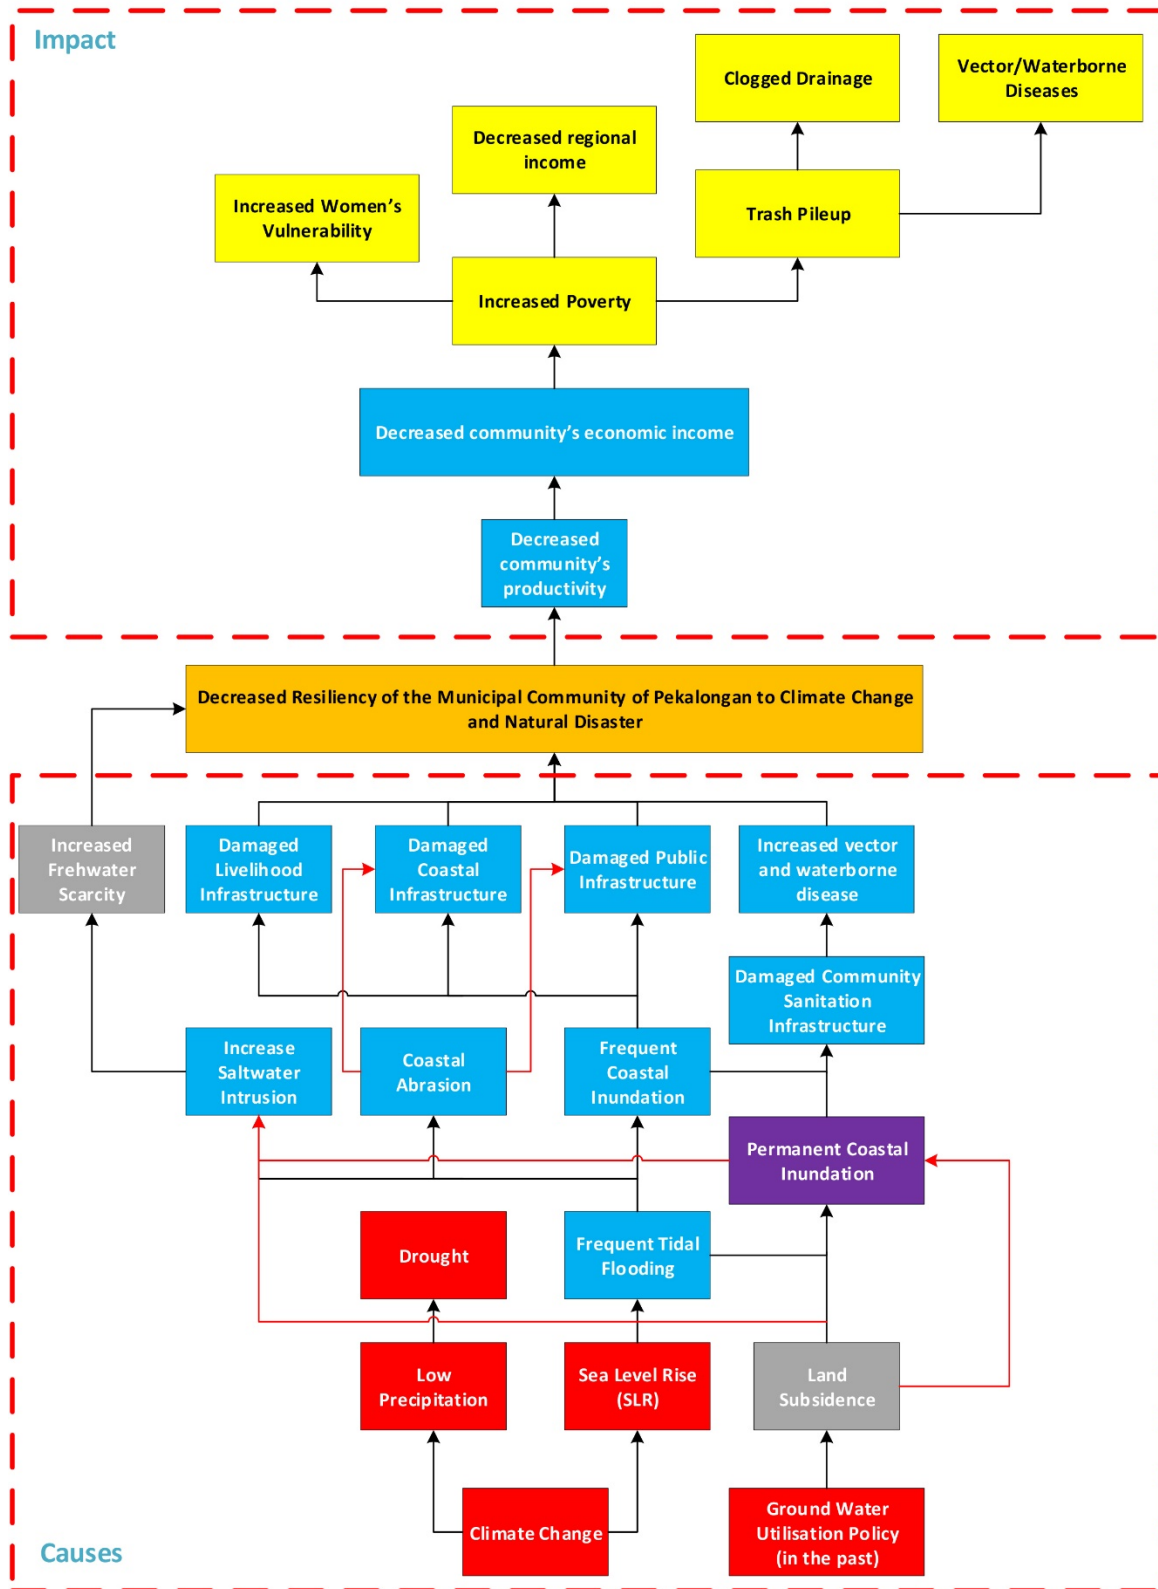 Impact
Clogged Drainage
Vector/Waterborne
Diseases
Decreased regional
income
Increased Women's
Vulnerability
Trash Pileup
Increased Poverty
Decreased community's economic income
Decreased
community's
productivity
Decreased Resiliency of the Municipal Community of Pekalongan to Climate Change
and Natural Disaster
Increased
Frehwater
Scarcity
Damaged
Livelihood
Infrastructure
Damaged
Coastal
Infrastructure
Damaged Public
Infrastructure
Increased vector
and waterborne
disease
Damaged Community
Sanitation
Infrastructure
Increase
Saltwater
Intrusion
Coastal
Abrasion
Frequent
Coastal
Inundation
Permanent Coastal
Inundation
Drought
Frequent Tidal
Flooding
Low
Precipitation
Sea Level Rise
(SLR)
Land
Subsidence
Climate Change
Ground Water
Utilisation Policy
(in the past)
Causes